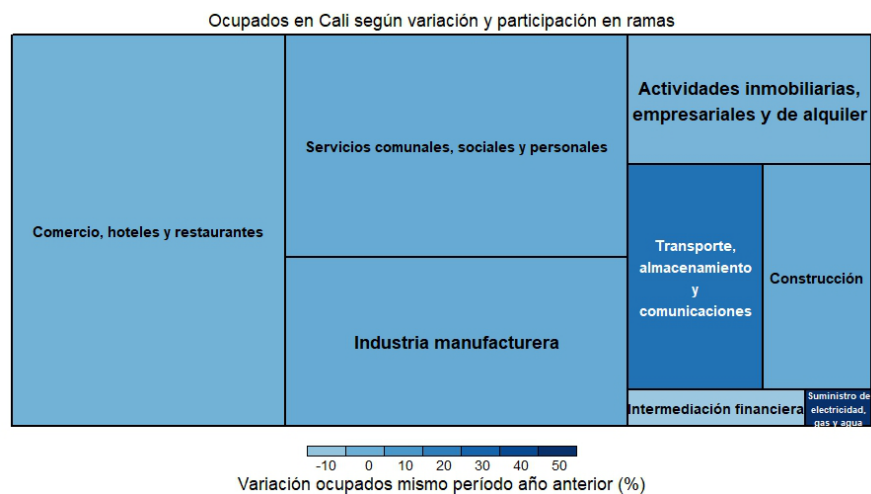 Ocupados en Cali según variación y participación en ramas
Comercio, hoteles y restaurantes
Servicios comunales, sociales y personales
Industria manufacturera
Actividades inmobiliarias,
empresariales y de alquiler
Transporte,
almacenamiento
y
comunicaciones
Construcción
Intermediación financiera
Suministro de
electricidad,
gas y agua
-10 0 10 20 30 40 50
Variación ocupados mismo período año anterior (%)